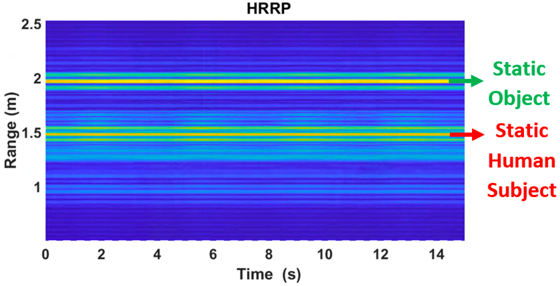 HRRP
2.5
2
1.5
1
Range (m)
0 2 4 6 8 10 12 14
Time (s)
Static
Object
Static
Human
Subject